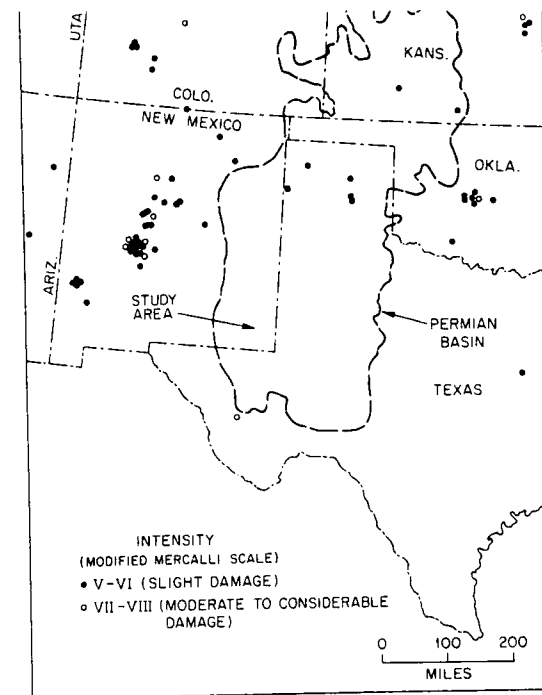 UTA
KANS.
COLO.
NEW MEXICO
OKLA.
ARIZ
STUDY
AREA
PERMIAN
BASIN
TEXAS
INTENSITY
(MODIFIED MERCALLI SCALE)
• V-VI (SLIGHT DAMAGE)
○ VII-VIII (MODERATE TO CONSIDERABLE
DAMAGE)
0 100 200
MILES